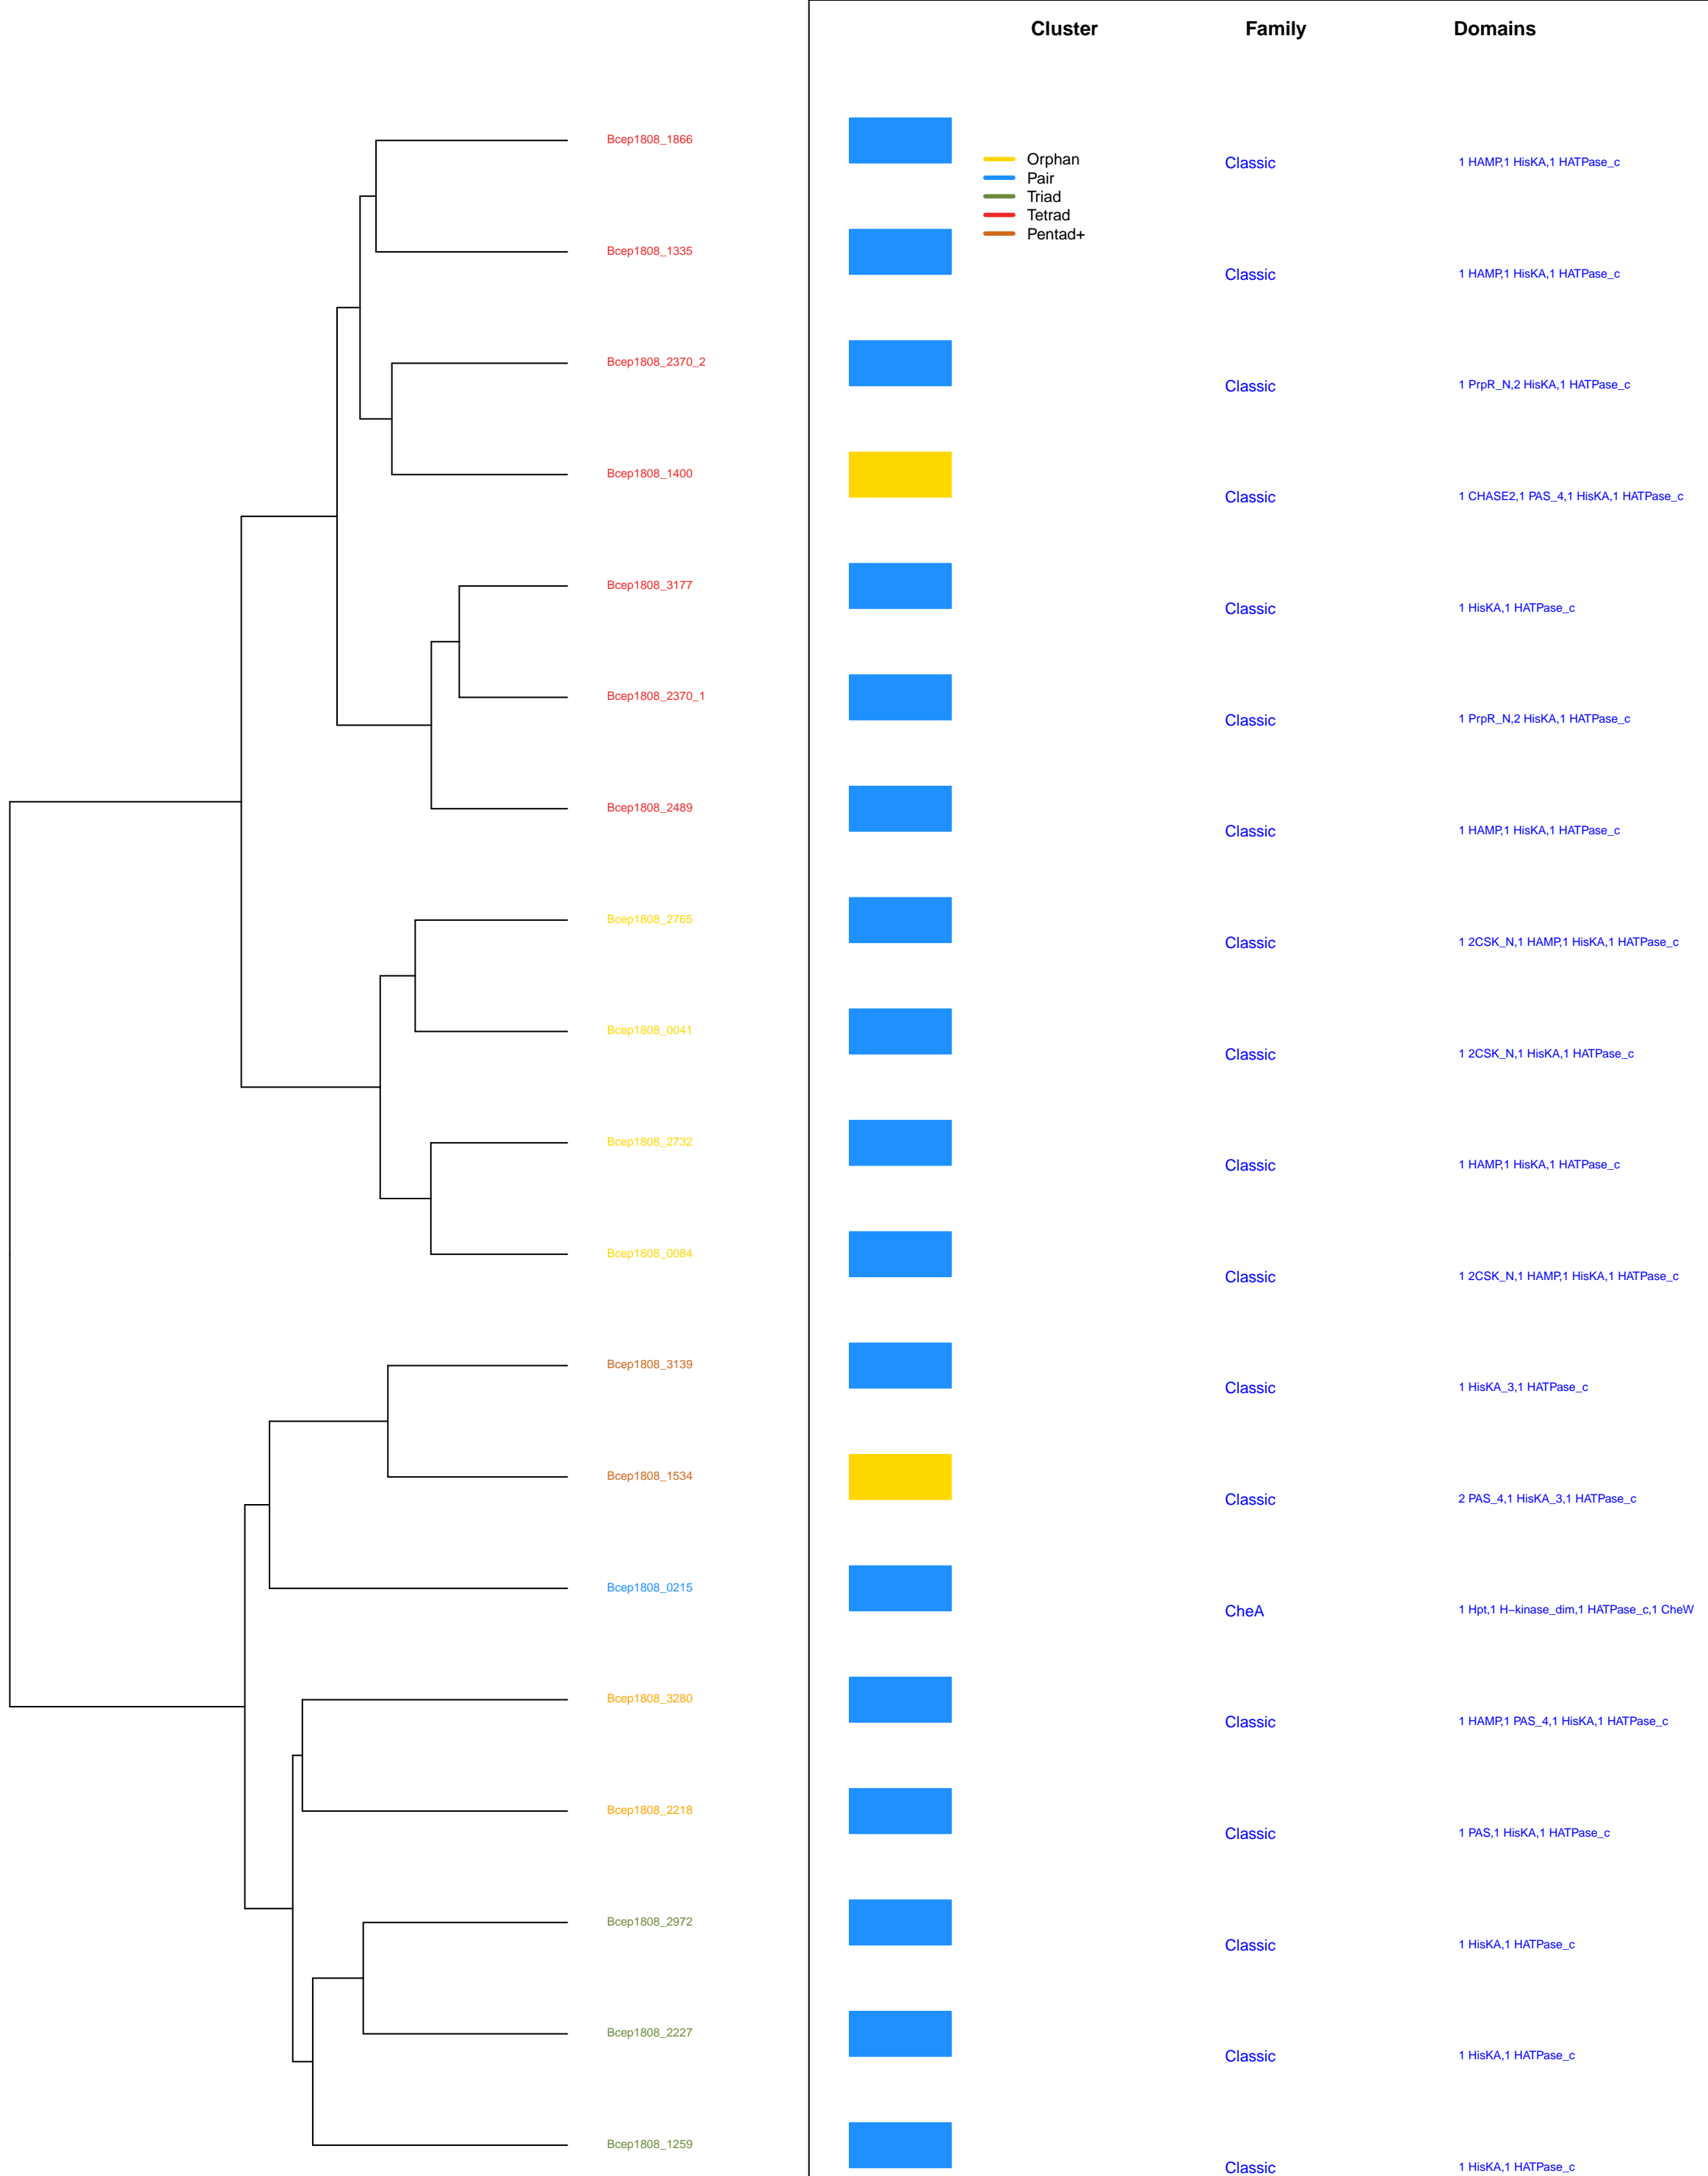 Cluster Family Domains
Bcep1808_1866
Orphan
Classic 1 HAMP,1 HisKA,1 HATPase_c
Pair
Triad
Tetrad
Pentad+
Bcep1808_1335
Classic 1 HAMP,1 HisKA,1 HATPase_c
Bcep1808_2370_2
Classic 1 PrpR_N,2 HisKA,1 HATPase_c
Bcep1808_1400
Classic 1 CHASE2,1 PAS_4,1 HisKA,1 HATPase_c
Bcep1808_3177
Classic 1 HisKA,1 HATPase_c
Bcep1808_2370_1
Classic 1 PrpR_N,2 HisKA,1 HATPase_c
Bcep1808_2489
Classic 1 HAMP,1 HisKA,1 HATPase_c
Bcep1808_2765
Classic 1 2CSK_N,1 HAMP,1 HisKA,1 HATPase_c
Bcep1808_0041
Classic 1 2CSK_N,1 HisKA,1 HATPase_c
Bcep1808_2732
Classic 1 HAMP,1 HisKA,1 HATPase_c
Bcep1808_0084
Classic 1 2CSK_N,1 HAMP,1 HisKA,1 HATPase_c
Bcep1808_3139
Classic 1 HisKA_3,1 HATPase_c
Bcep1808_1534
Classic 2 PAS_4,1 HisKA_3,1 HATPase_c
Bcep1808_0215
CheA 1 Hpt,1 H−kinase_dim,1 HATPase_c,1 CheW
Bcep1808_3280
Classic 1 HAMP,1 PAS_4,1 HisKA,1 HATPase_c
Bcep1808_2218
Classic 1 PAS,1 HisKA,1 HATPase_c
Bcep1808_2972
Classic 1 HisKA,1 HATPase_c
Bcep1808_2227
Classic 1 HisKA,1 HATPase_c
Bcep1808_1259
Classic 1 HisKA,1 HATPase_c